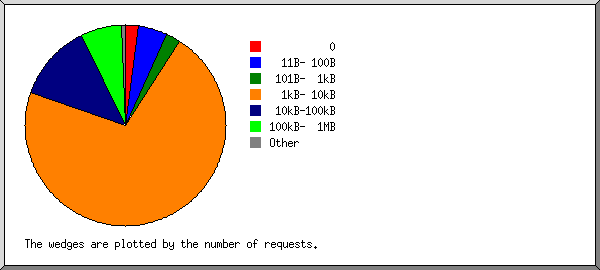 0
11B- 100B
101B- 1kB
1kB- 10kB
10kB-100kB
100kB- 1MB
Other
The wedges are plotted by the number of requests.